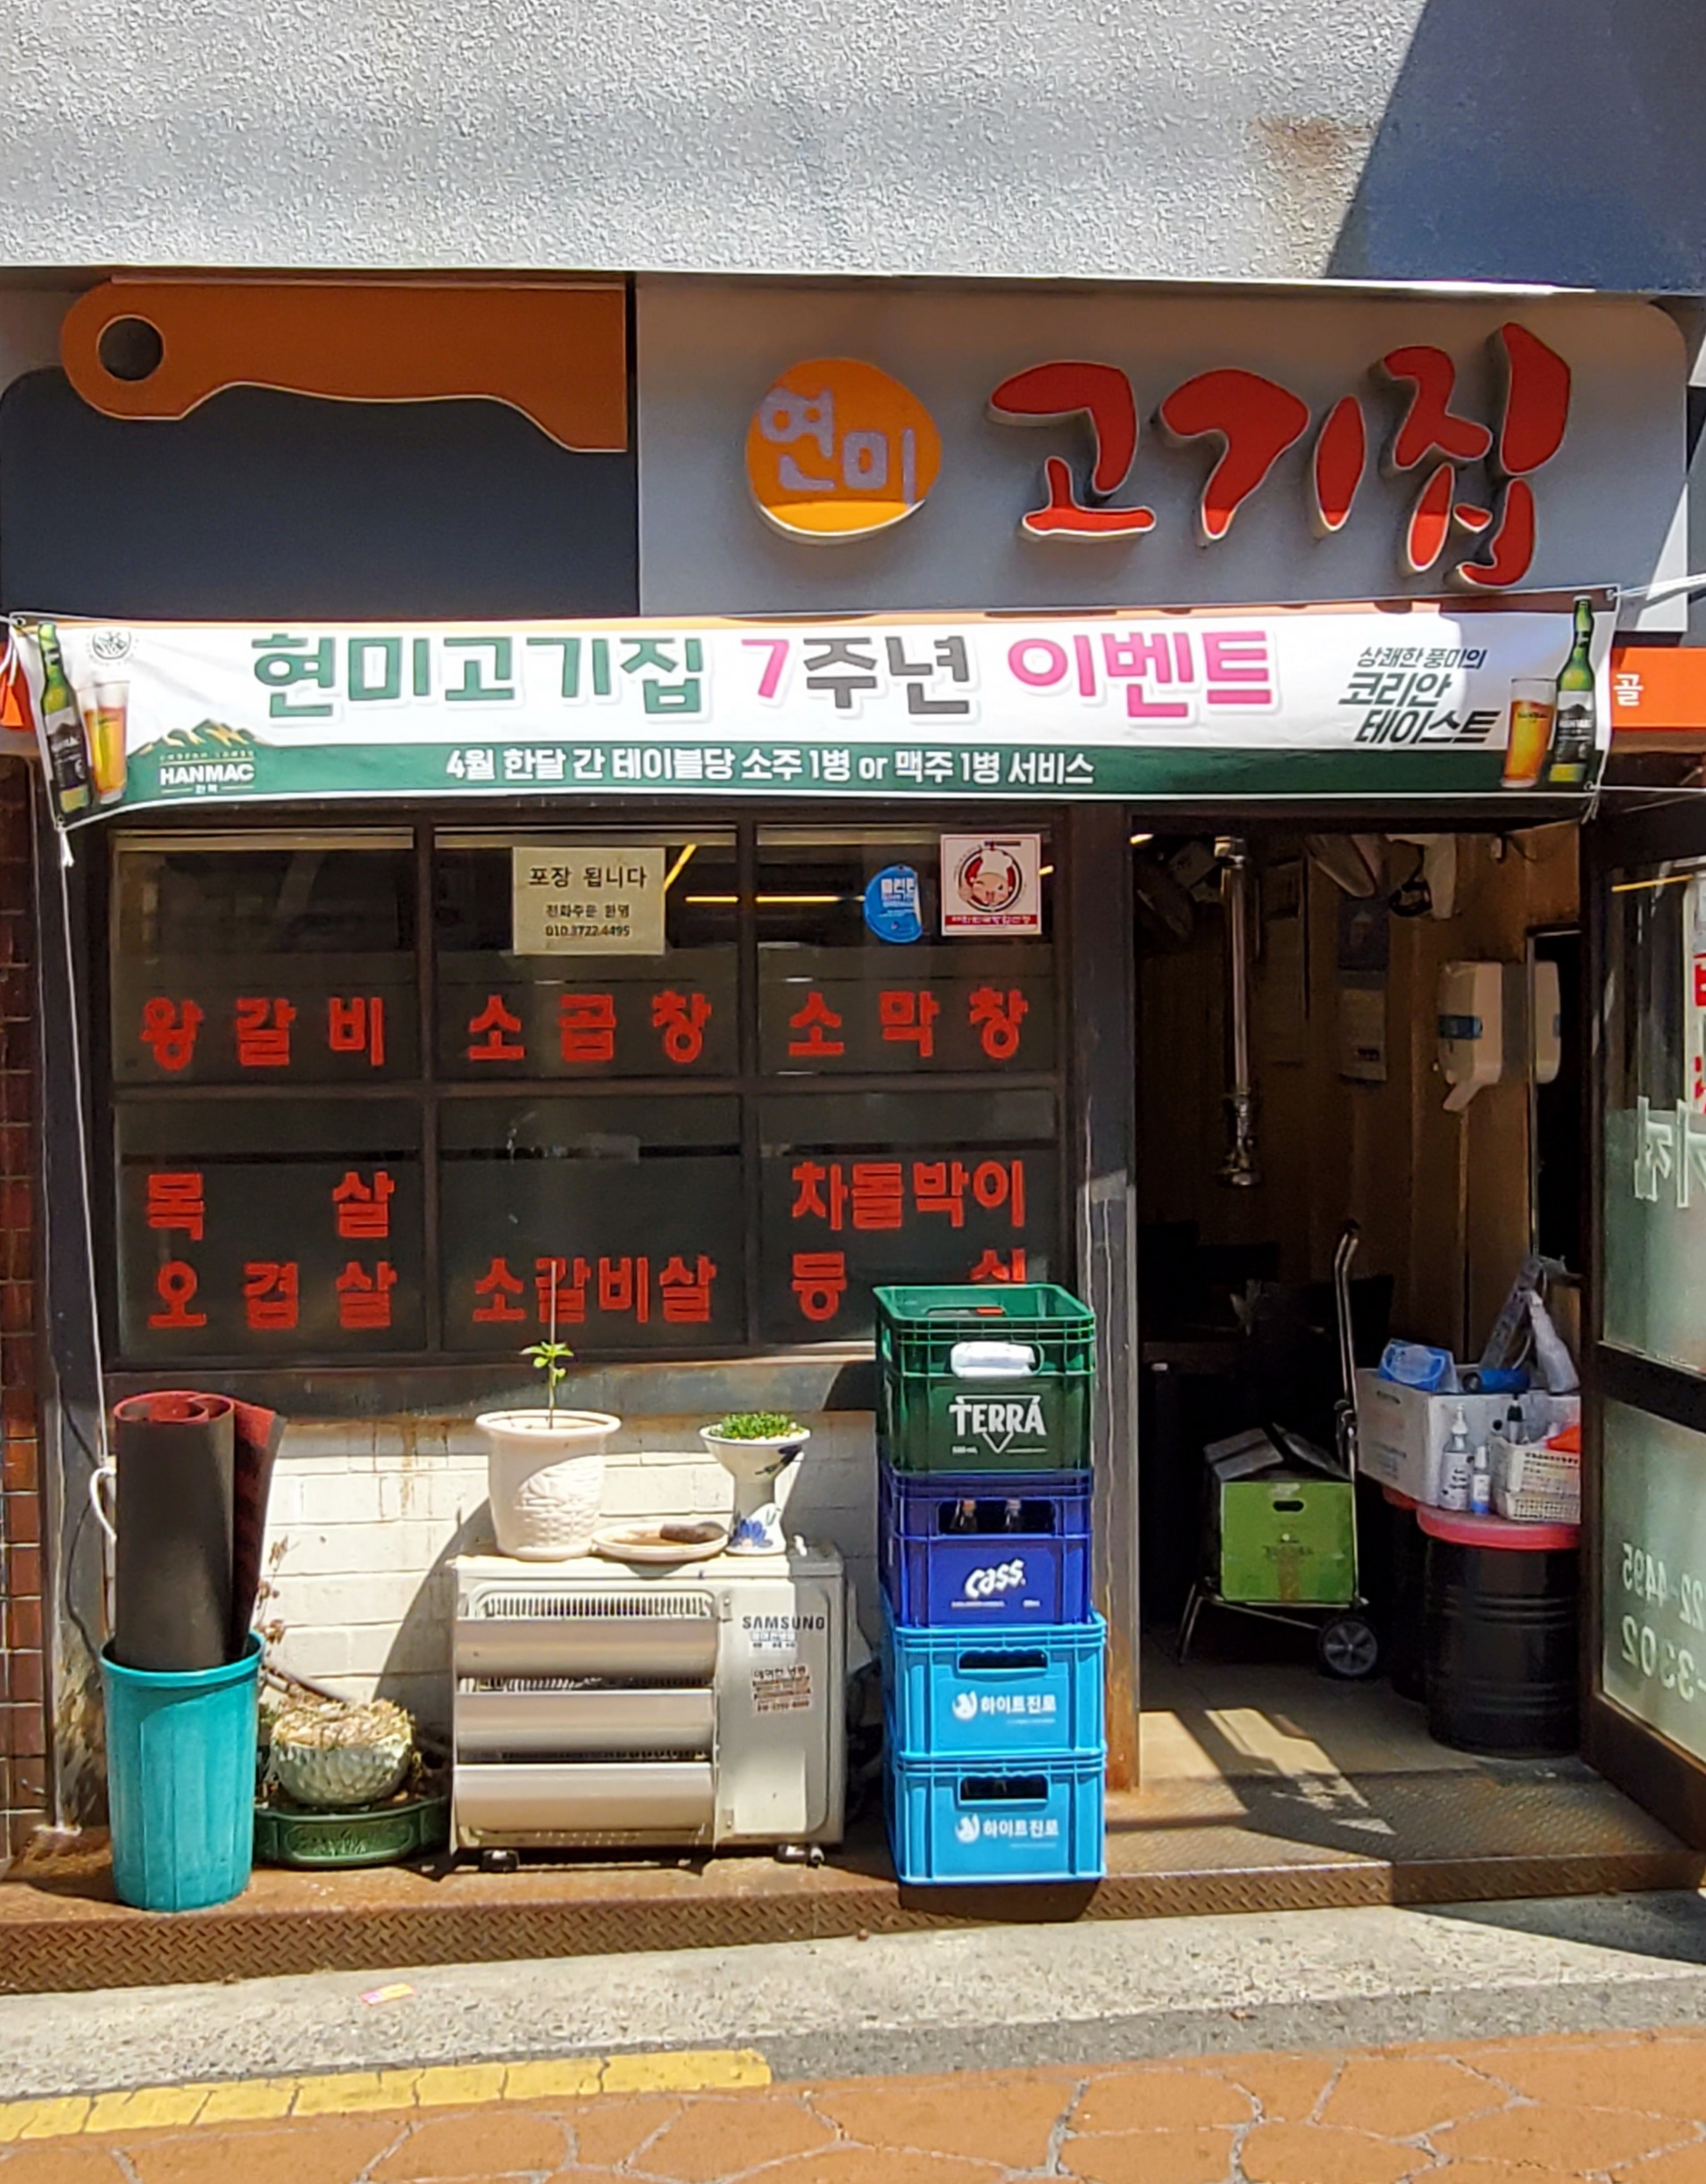 현미
고기집
현미고기집 7주년 이벤트
상쾌한 풍미의
코리안
테이스트
HANMAC
4월 한달 간 테이블당 소주 1병 or 맥주 1병 서비스
골
포장 됩니다
전화주문 환영
010.3722.4495
왕갈비 소곱창 소막창
목살 차돌박이
오겹살 소갈비살 등심
TERRA
cass
SAMSUNG
하이트진로
하이트진로
2-4495
3302